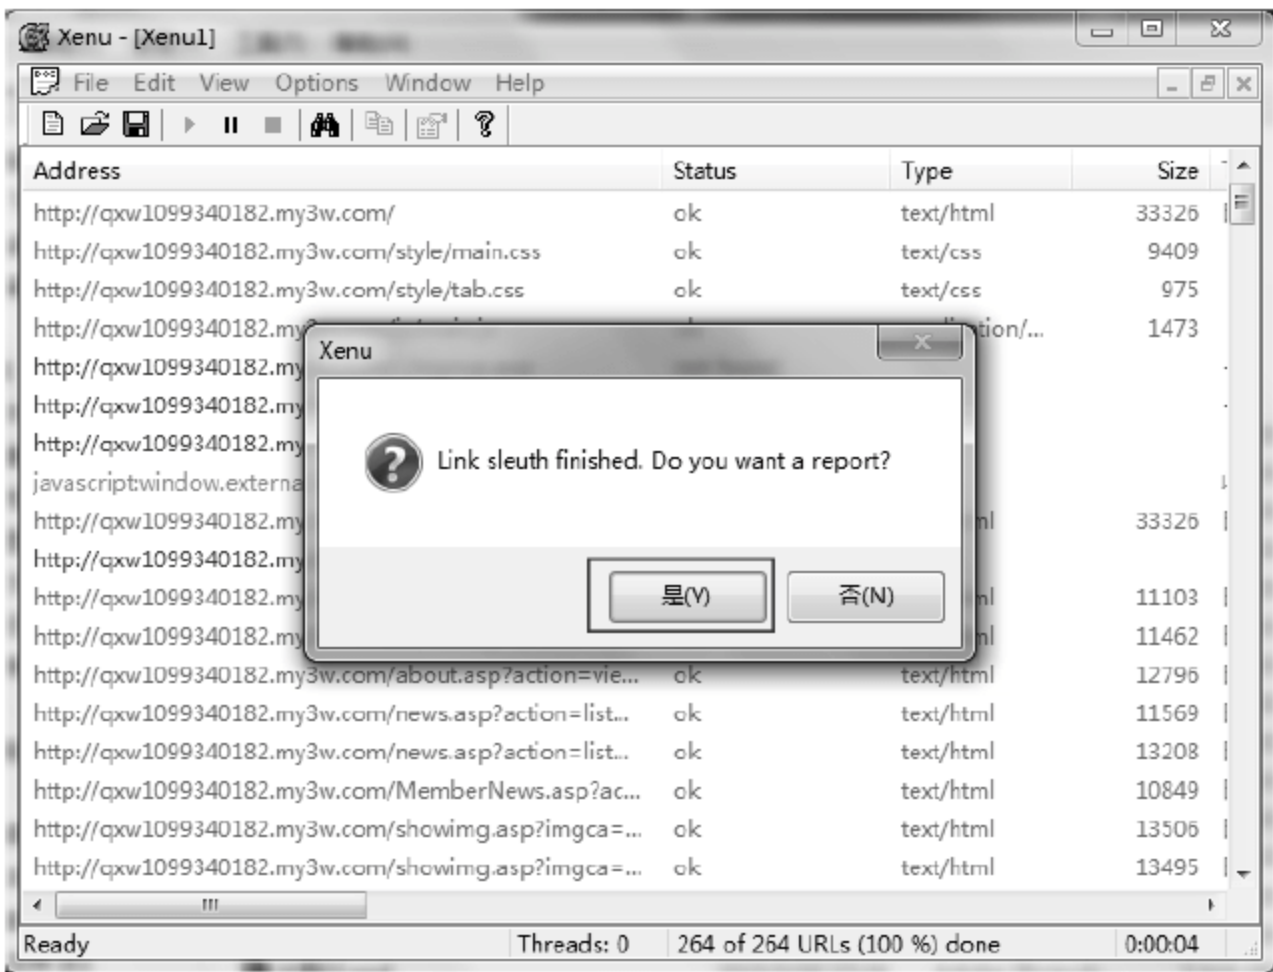 Xenu - [Xenu1]
File Edit View Options Window Help
Address Status Type Size
http://qxw1099340182.my3w.com/ ok text/html 33326
http://qxw1099340182.my3w.com/style/main.css ok text/css 9409
http://qxw1099340182.my3w.com/style/tab.css ok text/css 975
http://qxw1099340182.my 1473
http://qxw1099340182.my
http://qxw1099340182.my
http://qxw1099340182.my
javascript:window.externa
http://qxw1099340182.my 33326
http://qxw1099340182.my
http://qxw1099340182.my 11103
http://qxw1099340182.my 11462
Xenu
Link sleuth finished. Do you want a report?
是(Y) 否(N)
http://qxw1099340182.my3w.com/about.asp?action=vie... ok text/html 12796
http://qxw1099340182.my3w.com/news.asp?action=list... ok text/html 11569
http://qxw1099340182.my3w.com/news.asp?action=list... ok text/html 13208
http://qxw1099340182.my3w.com/MemberNews.asp?ac... ok text/html 10849
http://qxw1099340182.my3w.com/showimg.asp?imgca=... ok text/html 13506
http://qxw1099340182.my3w.com/showimg.asp?imgca=... ok text/html 13495
Ready Threads: 0 264 of 264 URLs (100 %) done 0:00:04